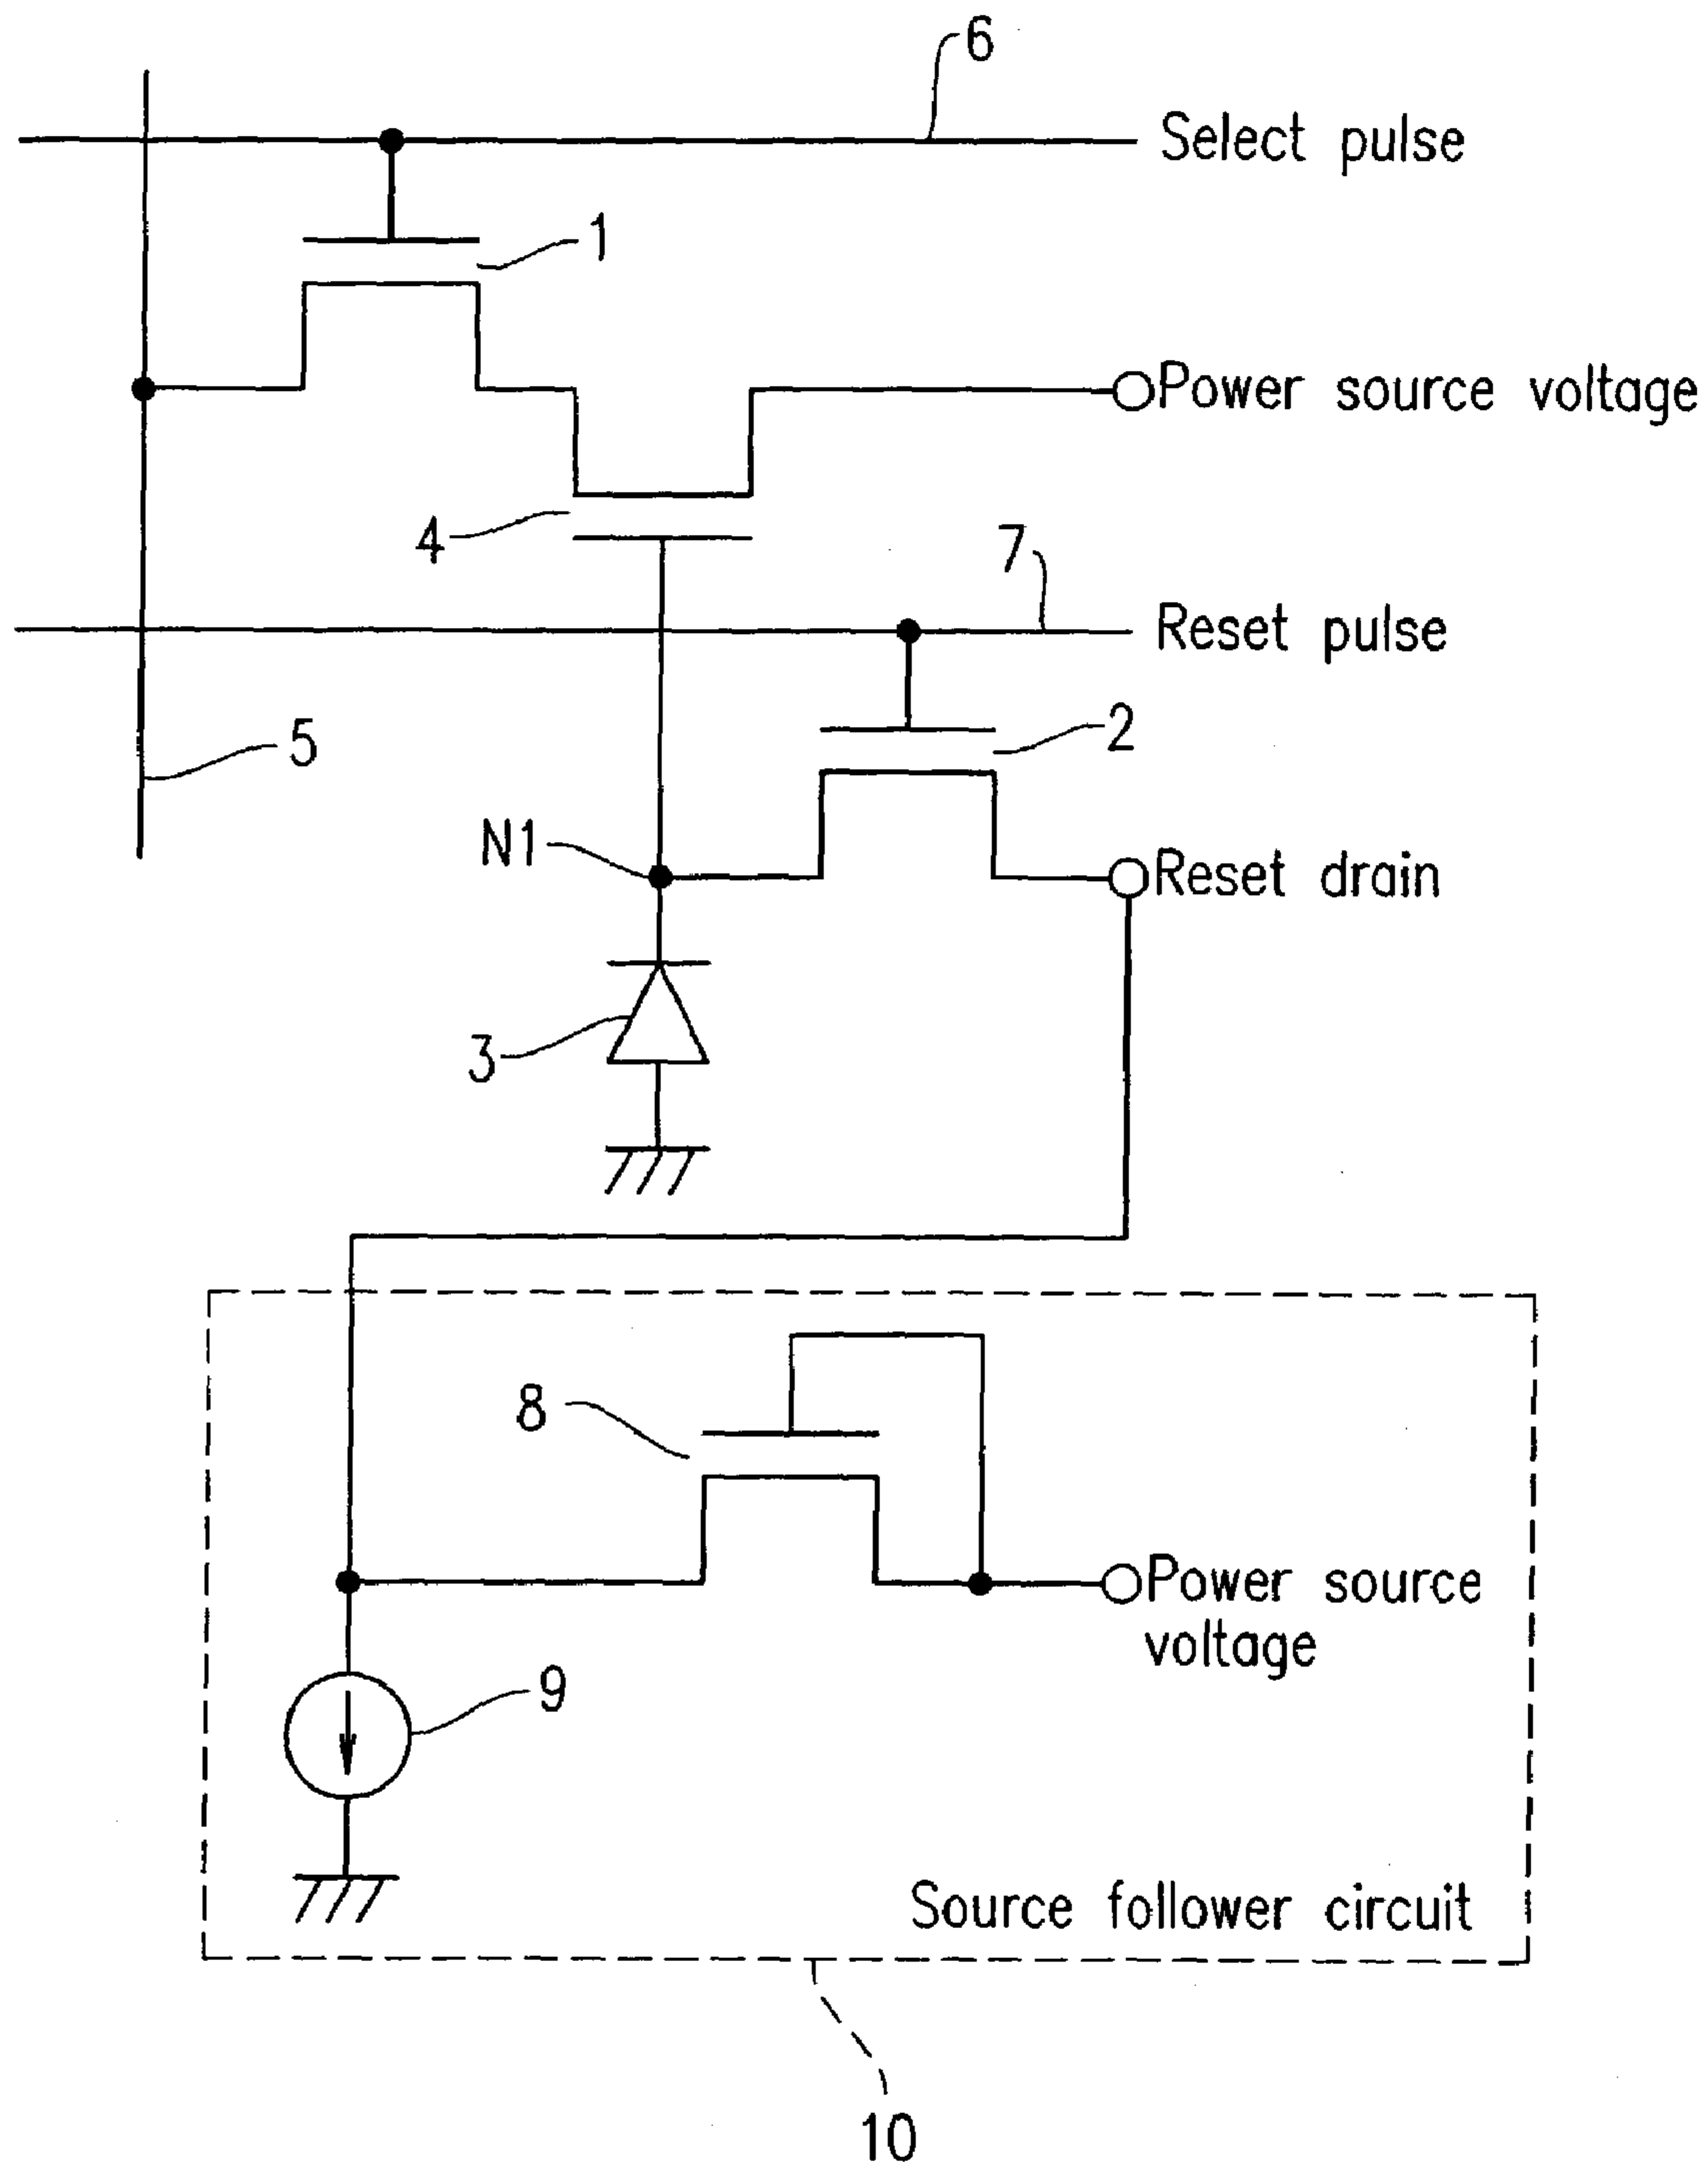 6
Select pulse
1
Power source voltage
4
7
Reset pulse
2
5
N1
Reset drain
3
8
Power source
voltage
9
Source follower circuit
10